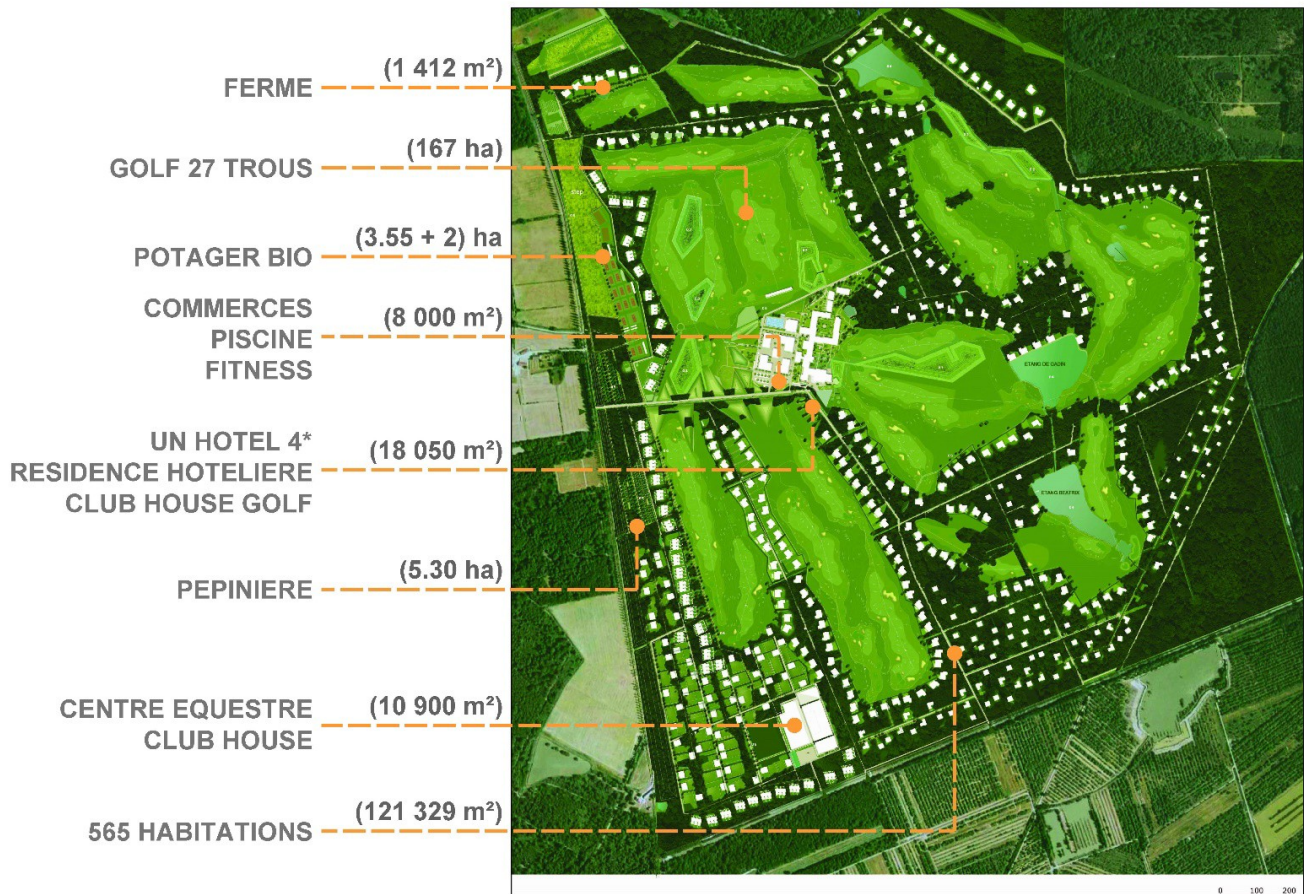 FERME
(1 412 m²)
GOLF 27 TROUS
(167 ha)
POTAGER BIO
(3.55 + 2) ha
COMMERCES
PISCINE
FITNESS
(8 000 m²)
UN HOTEL 4*
RESIDENCE HOTELIERE
CLUB HOUSE GOLF
(18 050 m²)
PEPINIERE
(5.30 ha)
CENTRE EQUESTRE
CLUB HOUSE
(10 900 m²)
565 HABITATIONS
(121 329 m²)
0 100 200